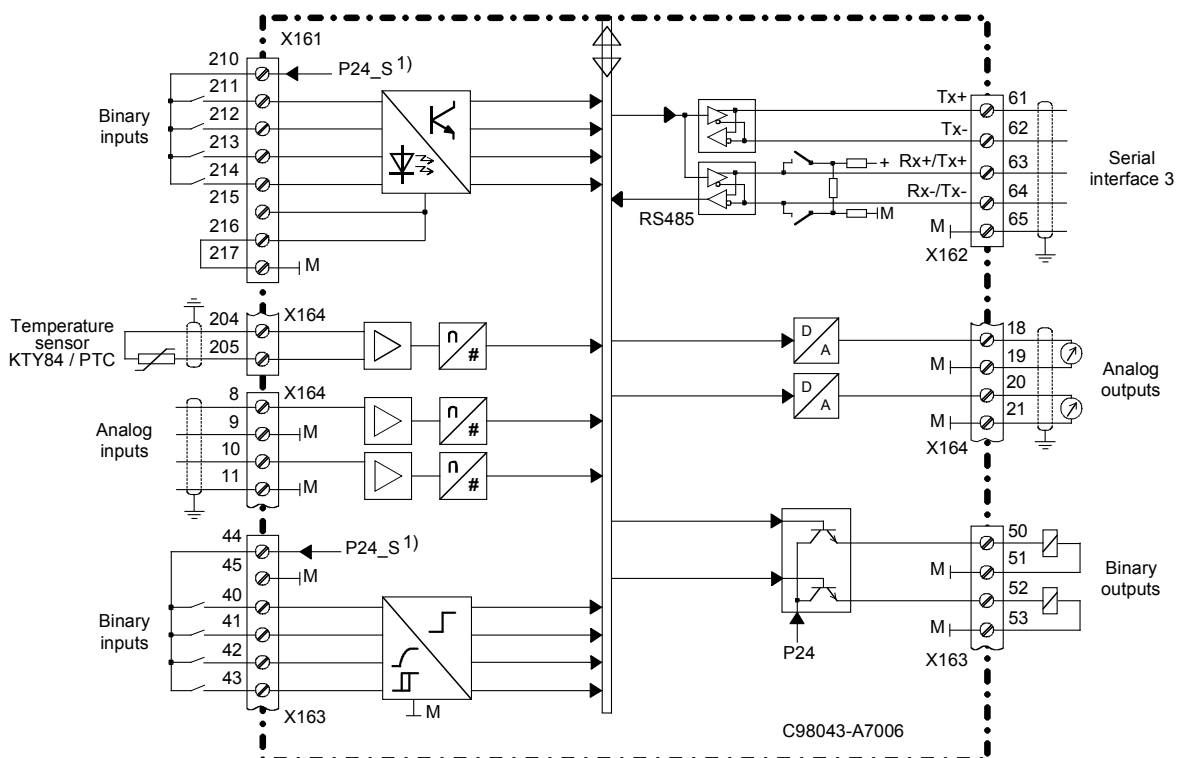 X161
210
P24_S 1)
211
212
213
214
215
216
217
M
Binary
inputs
X164
204
205
Temperature
sensor
KTY84 / PTC
n
#
X164
8
9
M
10
11
M
Analog
inputs
n
#
n
#
44
P24_S 1)
45
M
40
41
42
43
Binary
inputs
M
X163
Tx+
61
Tx-
62
+
Rx+/Tx+
63
Rx-/Tx-
64
M
RS485
M
65
X162
Serial
interface 3
D
A
18
M
19
D
A
20
M
21
X164
Analog
outputs
50
M
51
52
M
53
P24
X163
Binary
outputs
C98043-A7006